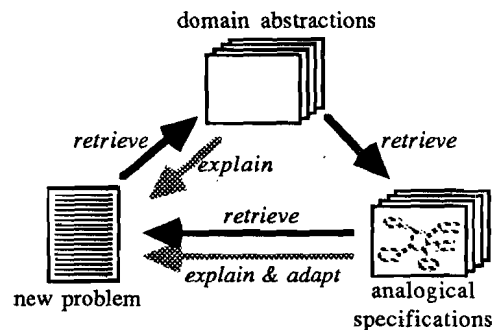 domain abstractions
retrieve
retrieve
explain
retrieve
explain & adapt
new problem
analogical
specifications